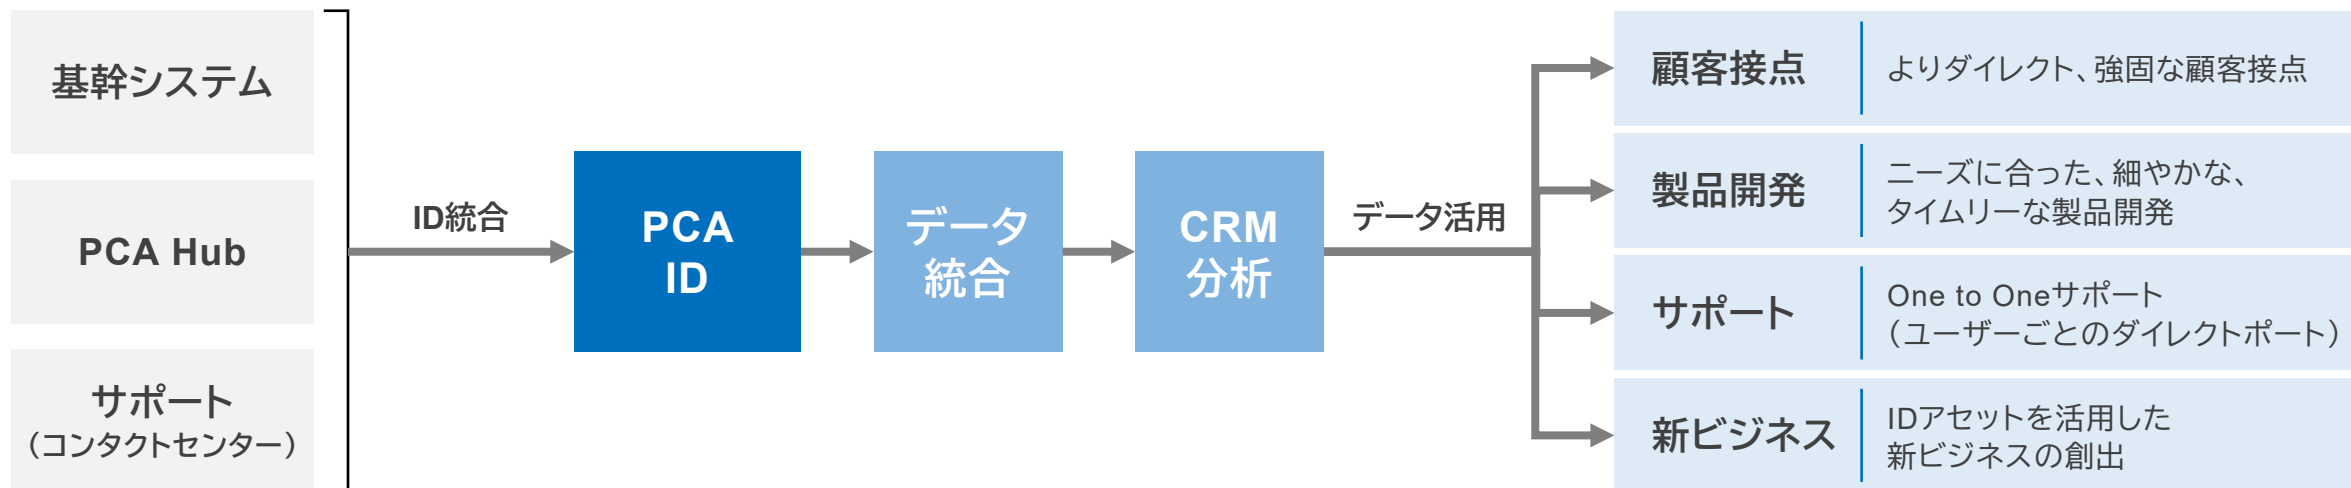 基幹システム
PCA Hub
サポート
（コンタクトセンター）
ID統合
PCA
ID
データ
統合
CRM
分析
データ活用
顧客接点
よりダイレクト、強固な顧客接点
製品開発
ニーズに合った、細やかな、
タイムリーな製品開発
サポート
One to Oneサポート
（ユーザーごとのダイレクトポート）
新ビジネス
IDアセットを活用した
新ビジネスの創出